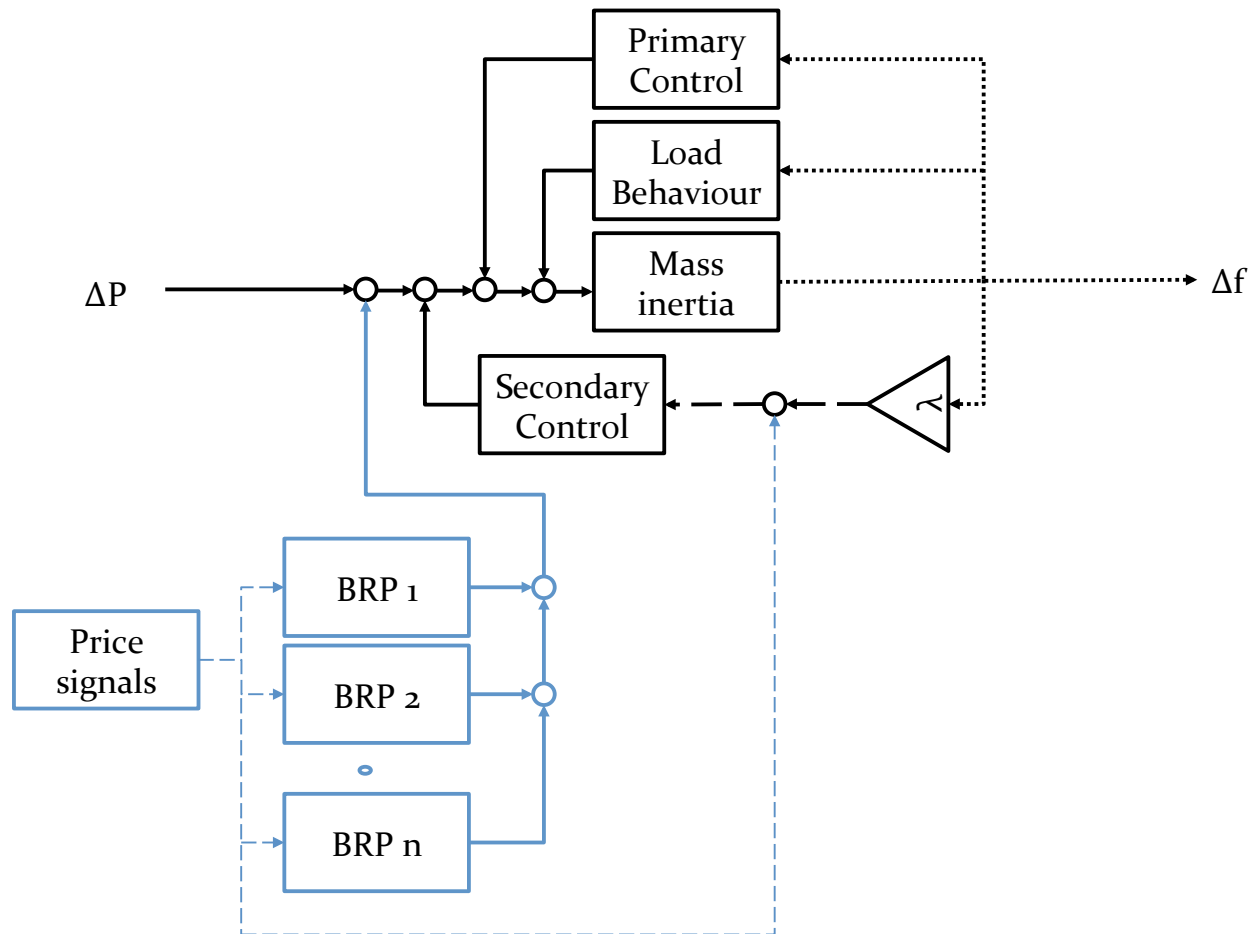 Primary
Control
Load
Behaviour
ΔP
Mass
inertia
Δf
Secondary
Control
λ
BRP 1
Price
signals
BRP 2
BRP n